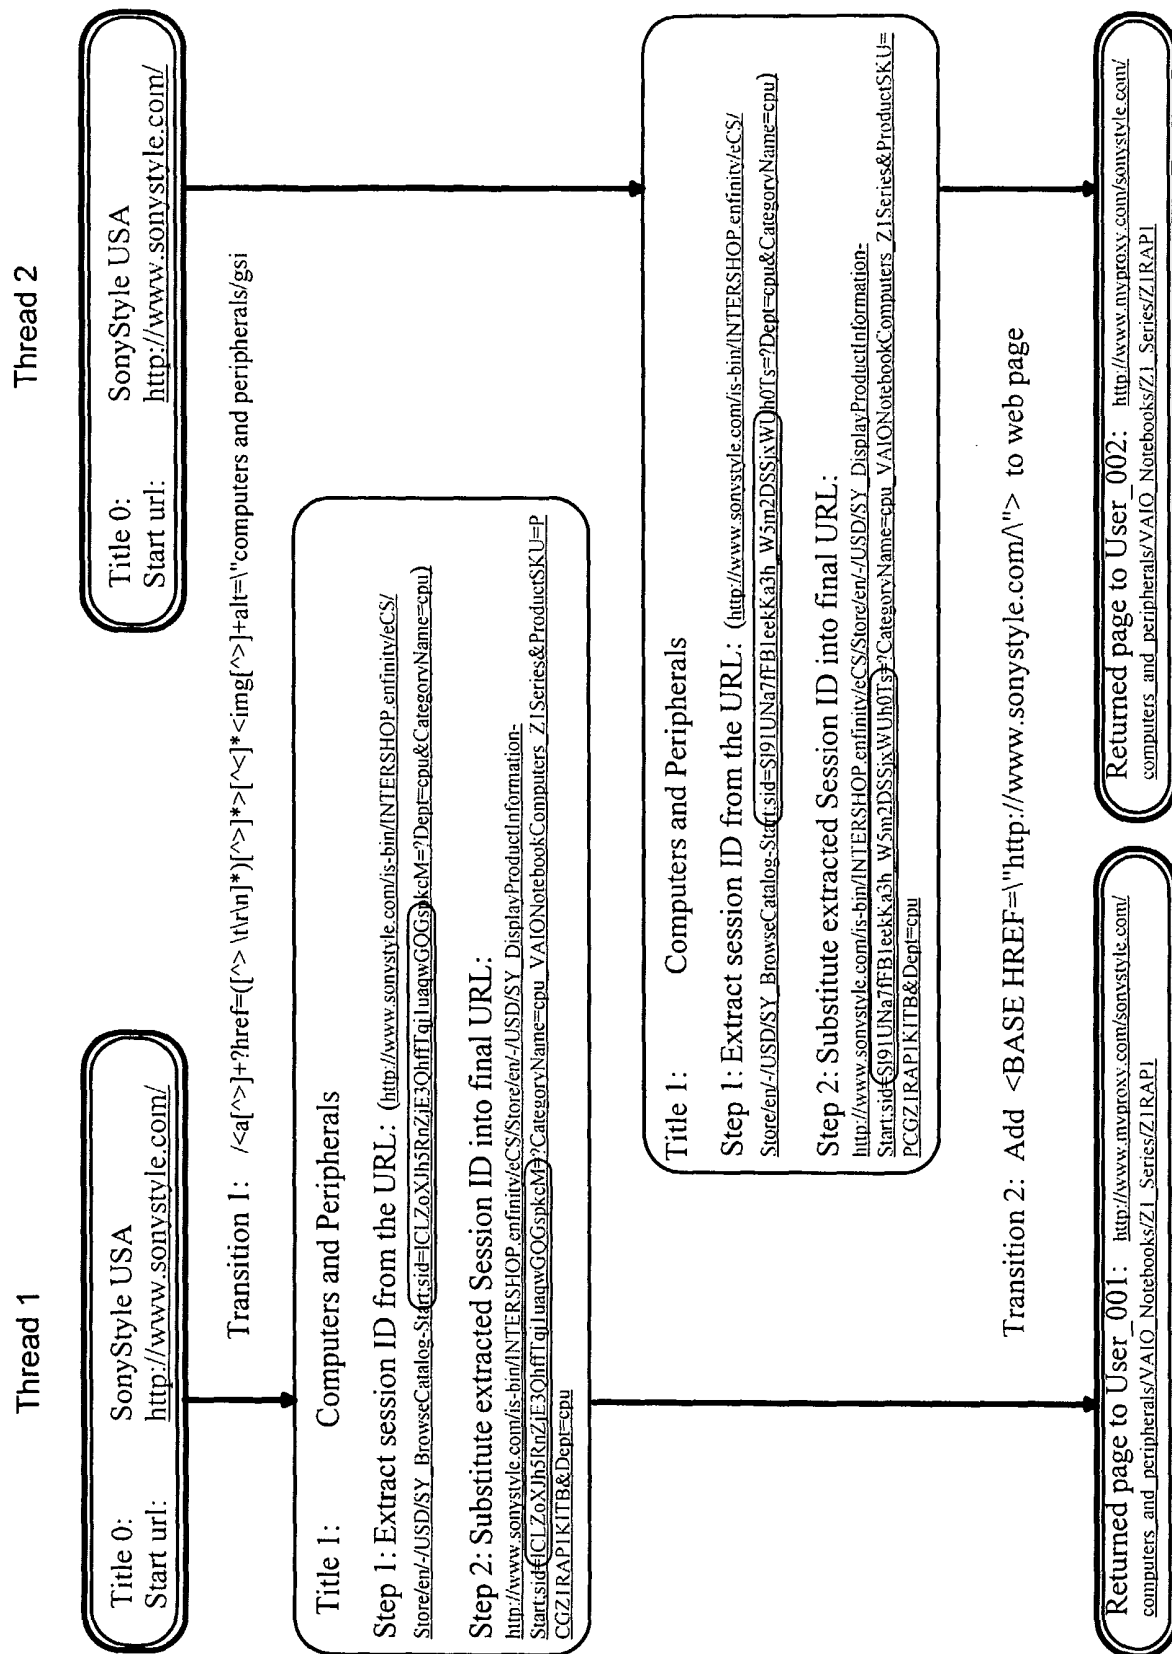 Thread 1
Thread 2
Title 0: SonyStyle USA
Start url: http://www.sonystyle.com/
Title 0: SonyStyle USA
Start url: http://www.sonystyle.com/
Transition 1: /<a[^>]+?href=([^> \t\r\n]*)[^>]*>[^<]*<img[^>]+alt=\"computers and peripherals/gsi
Title 1: Computers and Peripherals
Step 1: Extract session ID from the URL: (http://www.sonystyle.com/is-bin/INTERSHOP.enfinity/eCS/
Store/en/-/USD/SY_BrowseCatalog-Start;sid=ICLZoXJh5RnZjE3QhffTqj1uaqwGQGspkcM=?Dept=cpu&CategoryName=cpu)
Step 2: Substitute extracted Session ID into final URL:
http://www.sonystyle.com/is-bin/INTERSHOP.enfinity/eCS/Store/en/-/USD/SY_DisplayProductInformation-
Start;sid=ICLZoXJh5RnZjE3QhffTqj1uaqwGQGspkcM=?CategoryName=cpu_VAIONotebookComputers_Z1Series&ProductSKU=P
CGZ1RAP1KITB&Dept=cpu
Title 1: Computers and Peripherals
Step 1: Extract session ID from the URL: (http://www.sonystyle.com/is-bin/INTERSHOP.enfinity/eCS/
Store/en/-/USD/SY_BrowseCatalog-Start;sid=Sl91UNa7fFB1eekKa3h_W5m2DSSjxWUh0Ts=?Dept=cpu&CategoryName=cpu)
Step 2: Substitute extracted Session ID into final URL:
http://www.sonystyle.com/is-bin/INTERSHOP.enfinity/eCS/Store/en/-/USD/SY_DisplayProductInformation-
Start;sid=Sl91UNa7fFB1eekKa3h_W5m2DSSjxWUh0Ts=?CategoryName=cpu_VAIONotebookComputers_Z1Series&ProductSKU=
PCGZ1RAP1KITB&Dept=cpu
Transition 2: Add <BASE HREF=\"http://www.sonystyle.com/\"> to web page
Returned page to User_001: http://www.myproxy.com/sonystyle.com/
computers_and_peripherals/VAIO_Notebooks/Z1_Series/Z1RAP1
Returned page to User_002: http://www.myproxy.com/sonystyle.com/
computers_and_peripherals/VAIO_Notebooks/Z1_Series/Z1RAP1